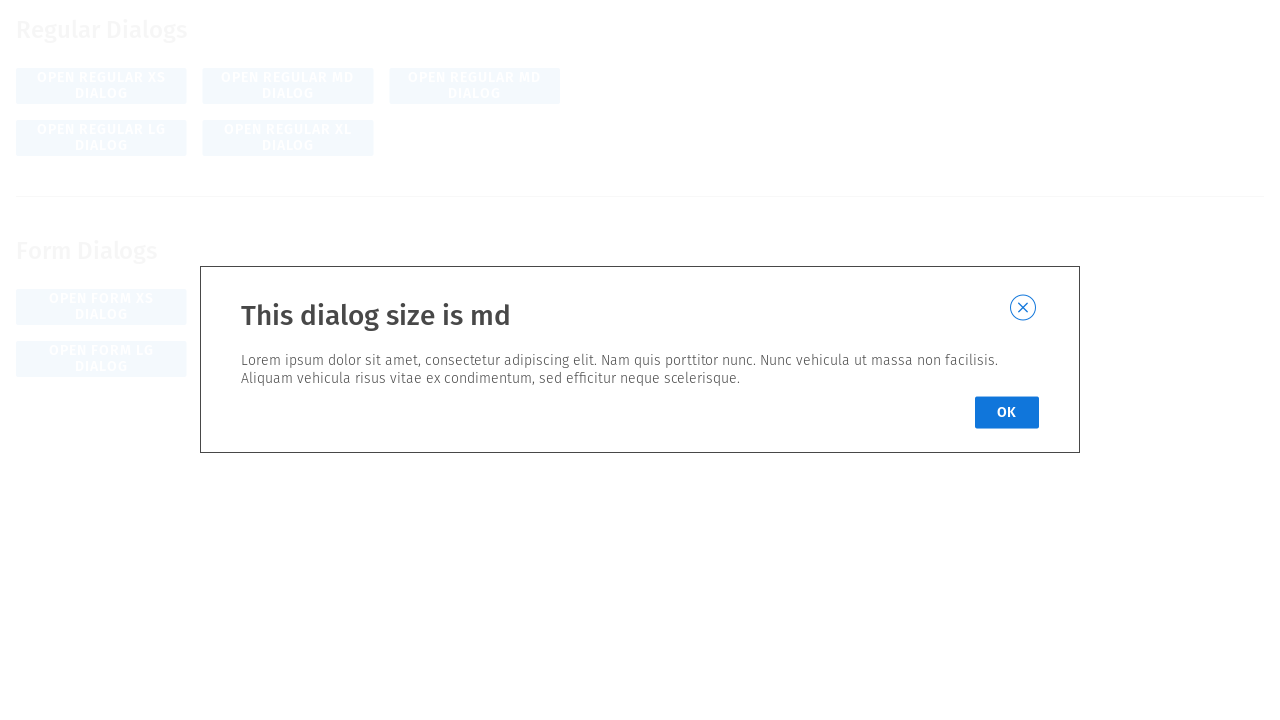 Regular Dialogs
OPEN REGULAR XS
DIALOG
OPEN REGULAR MD
DIALOG
OPEN REGULAR MD
DIALOG
OPEN REGULAR LG
DIALOG
OPEN REGULAR XL
DIALOG
Form Dialogs
OPEN FORM XS
DIALOG
OPEN FORM LG
DIALOG
This dialog size is md
Lorem ipsum dolor sit amet, consectetur adipiscing elit. Nam quis porttitor nunc. Nunc vehicula ut massa non facilisis.
Aliquam vehicula risus vitae ex condimentum, sed efficitur neque scelerisque.
OK